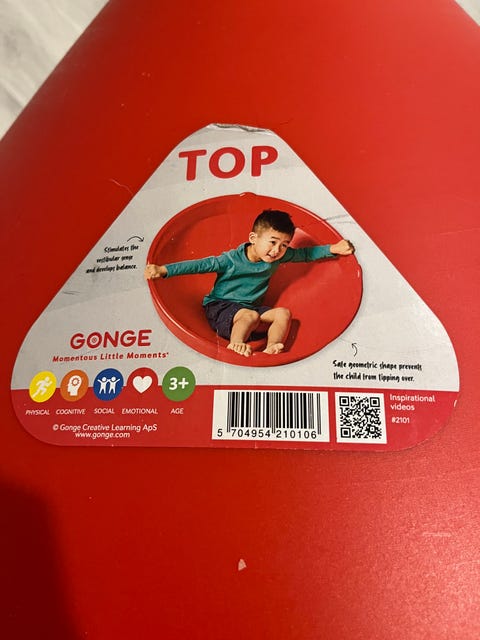 TOP
Stimulates the
vestibular sense
and develops balance.
GONGE
Momentous Little Moments®
Safe geometric shape prevents
the child from tipping over.
3+
PHYSICAL COGNITIVE SOCIAL EMOTIONAL AGE
© Gonge Creative Learning ApS
www.gonge.com
5 704954 210106
Inspirational
videos
#2101